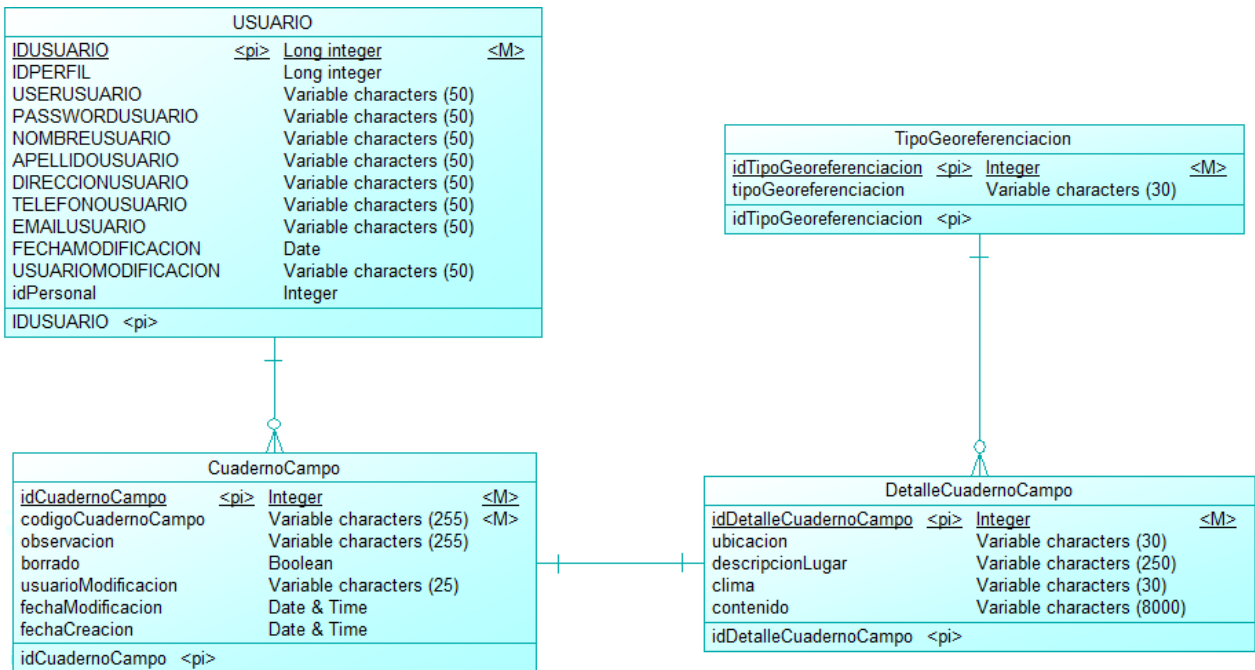 USUARIO
IDUSUARIO <pi> Long integer <M>
IDPERFIL Long integer
USERUSUARIO Variable characters (50)
PASSWORDUSUARIO Variable characters (50)
NOMBREUSUARIO Variable characters (50)
APELLIDOUSUARIO Variable characters (50)
DIRECCIONUSUARIO Variable characters (50)
TELEFONOUSUARIO Variable characters (50)
EMAILUSUARIO Variable characters (50)
FECHAMODIFICACION Date
USUARIOMODIFICACION Variable characters (50)
idPersonal Integer
IDUSUARIO <pi>
TipoGeoreferenciacion
idTipoGeoreferenciacion <pi> Integer <M>
tipoGeoreferenciacion Variable characters (30)
idTipoGeoreferenciacion <pi>
CuadernoCampo
idCuadernoCampo <pi> Integer <M>
codigoCuadernoCampo Variable characters (255) <M>
observacion Variable characters (255)
borrado Boolean
usuarioModificacion Variable characters (25)
fechaModificacion Date & Time
fechaCreacion Date & Time
idCuadernoCampo <pi>
DetalleCuadernoCampo
idDetalleCuadernoCampo <pi> Integer <M>
ubicacion Variable characters (30)
descripcionLugar Variable characters (250)
clima Variable characters (30)
contenido Variable characters (8000)
idDetalleCuadernoCampo <pi>